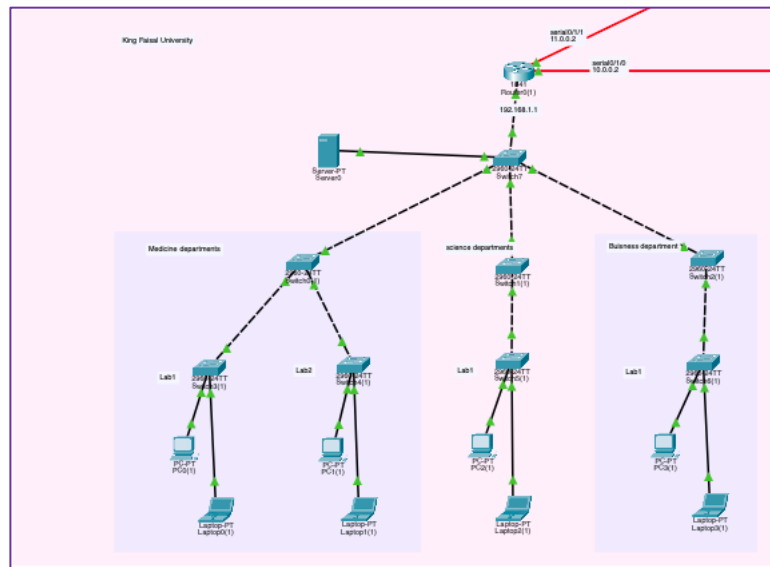 serial0/1/1
11.0.0.2
King Faisal University
serial0/1/0
10.0.0.2
1841
Router0(1)
192.168.1.1
Server-PT
Server0
2960-24TT
Switch7
Medicine departments
science departments
Buisness department
2960-24TT
Switch0(1)
2960-24TT
Switch1(1)
2960-24TT
Switch2(1)
Lab1
2960-24TT
Switch3(1)
Lab2
2960-24TT
Switch4(1)
Lab1
2960-24TT
Switch5(1)
Lab1
2960-24TT
Switch6(1)
PC-PT
PC0(1)
PC-PT
PC1(1)
PC-PT
PC2(1)
PC-PT
PC3(1)
Laptop-PT
Laptop0(1)
Laptop-PT
Laptop1(1)
Laptop-PT
Laptop2(1)
Laptop-PT
Laptop3(1)